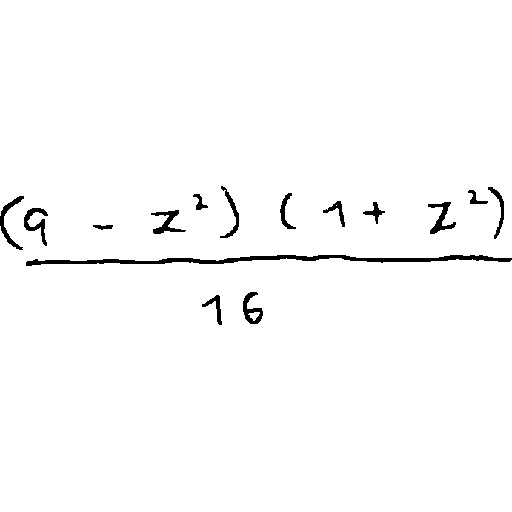 (9 - z²) (1 + z²)
16